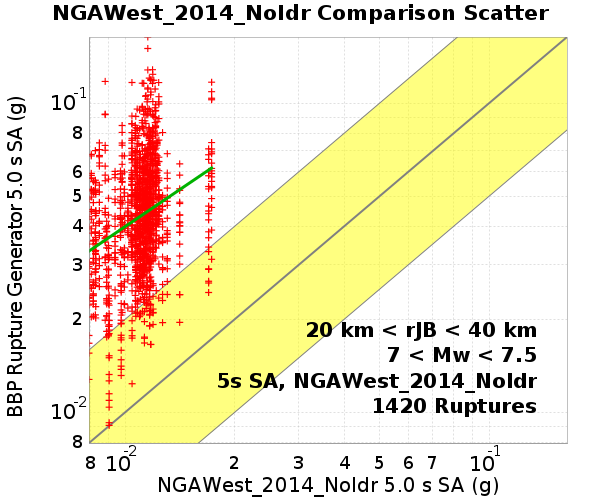 NGAWest_2014_NoIdr Comparison Scatter
BBP Rupture Generator 5.0 s SA (g)
10-1
8
6
5
4
3
2
10-2
8
20 km < rJB < 40 km
7 < Mw < 7.5
5s SA, NGAWest_2014_NoIdr
1420 Ruptures
8 10-2 2 3 4 5 6 7 8 10-1
NGAWest_2014_NoIdr 5.0 s SA (g)